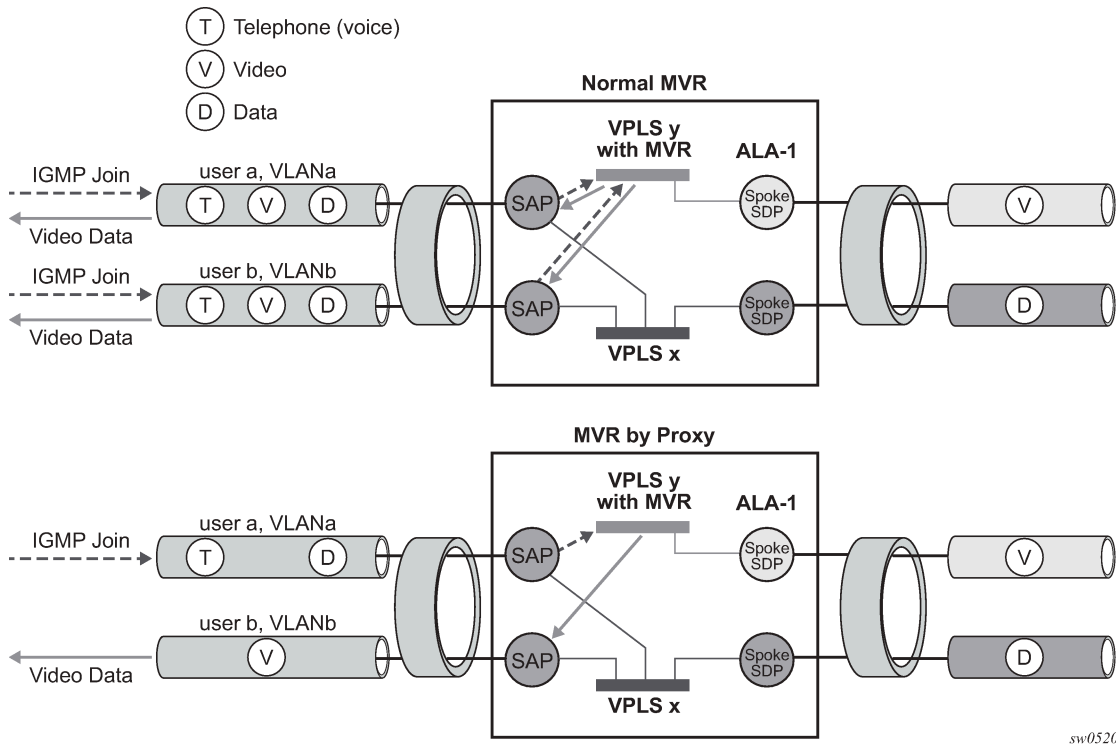 T Telephone (voice)
V Video
D Data
Normal MVR
VPLS y
with MVR
ALA-1
IGMP Join
user a, VLANa
T V D
SAP
Spoke
SDP
V
Video Data
IGMP Join
user b, VLANb
T V D
SAP
Spoke
SDP
D
Video Data
VPLS x
MVR by Proxy
VPLS y
with MVR
ALA-1
IGMP Join
user a, VLANa
T D
SAP
Spoke
SDP
V
user b, VLANb
V
SAP
Spoke
SDP
D
Video Data
VPLS x